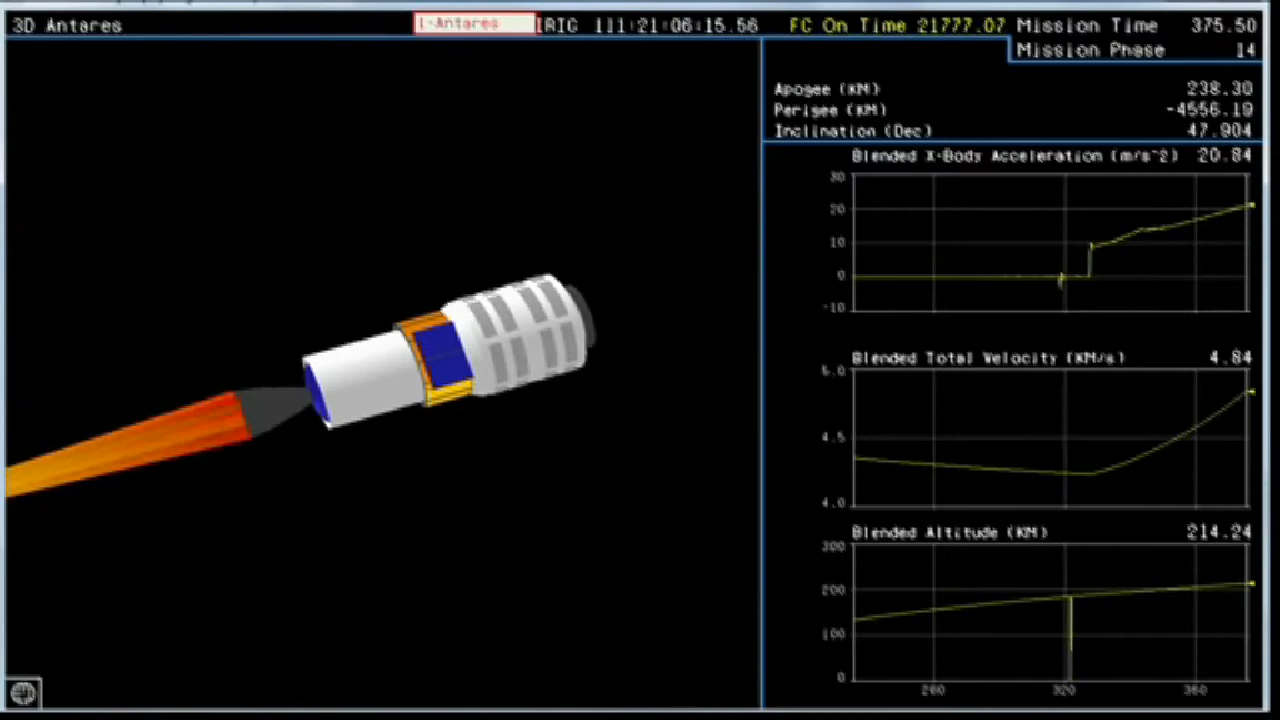 3D Antares
1-Antares
IRIG 111:21:06:15.56
FC On Time 21777.07
Mission Time 375.50
Mission Phase 14
Apogee (KM) 238.30
Perigee (KM) -4556.19
Inclination (Dec) 47.904
Blended X-Body Acceleration (m/s^2) 20.84
30
20
10
0
-10
Blended Total Velocity (KM/s) 4.84
5.0
4.5
4.0
Blended Altitude (KM) 214.24
300
200
100
0
280 320 360